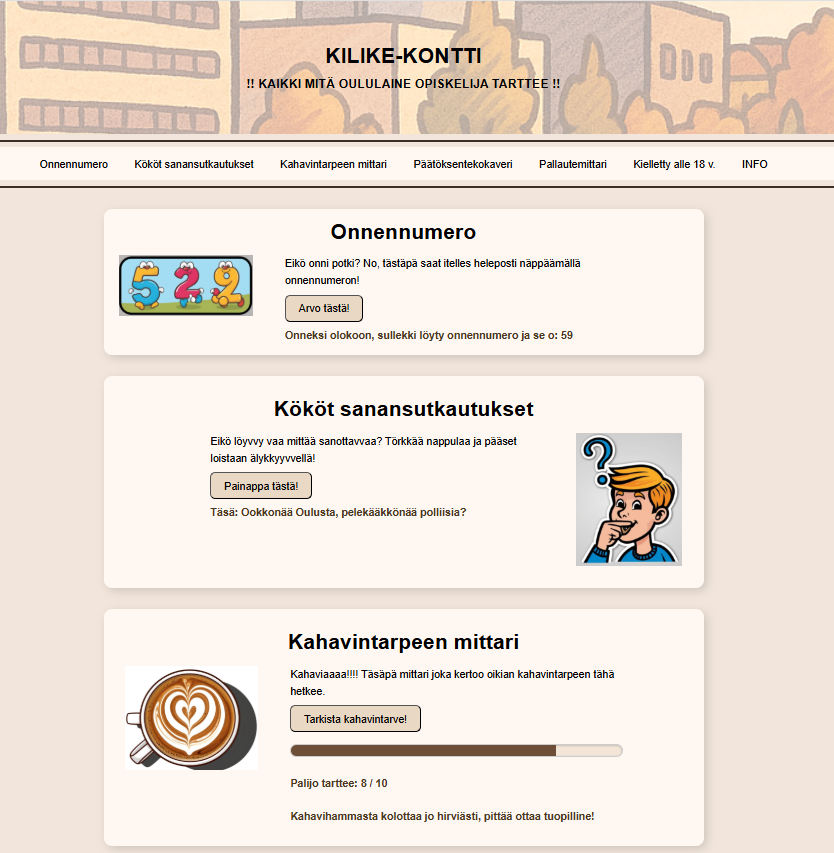 KILIKE-KONTTI
!! KAIKKI MITÄ OULULAINE OPISKELIJA TARTTEE !!
Onnennumero Kököt sanansutkautukset Kahavintarpeen mittari Päätöksentekokaveri Pallautemittari Kielletty alle 18 v. INFO
Onnennumero
5 2 9
Eikö onni potki? No, tästäpä saat itelles heleposti näppäämällä
onnennumeron!
Arvo tästä!
Onneksi olokoon, sullekki löyty onnennumero ja se o: 59
Kököt sanansutkautukset
Eikö löyvvy vaa mittää sanottavvaa? Törkkää nappulaa ja pääset
loistaan älykkyyvvellä!
?
Painappa tästä!
Täsä: Ookkonää Oulusta, pelekääkkönää polliisia?
Kahavintarpeen mittari
Kahaviaaaa!!!! Täsäpä mittari joka kertoo oikian kahavintarpeen tähä
hetkee.
Tarkista kahavintarve!
Palijo tarttee: 8 / 10
Kahavihammasta kolottaa jo hirviästi, pittää ottaa tuopilline!